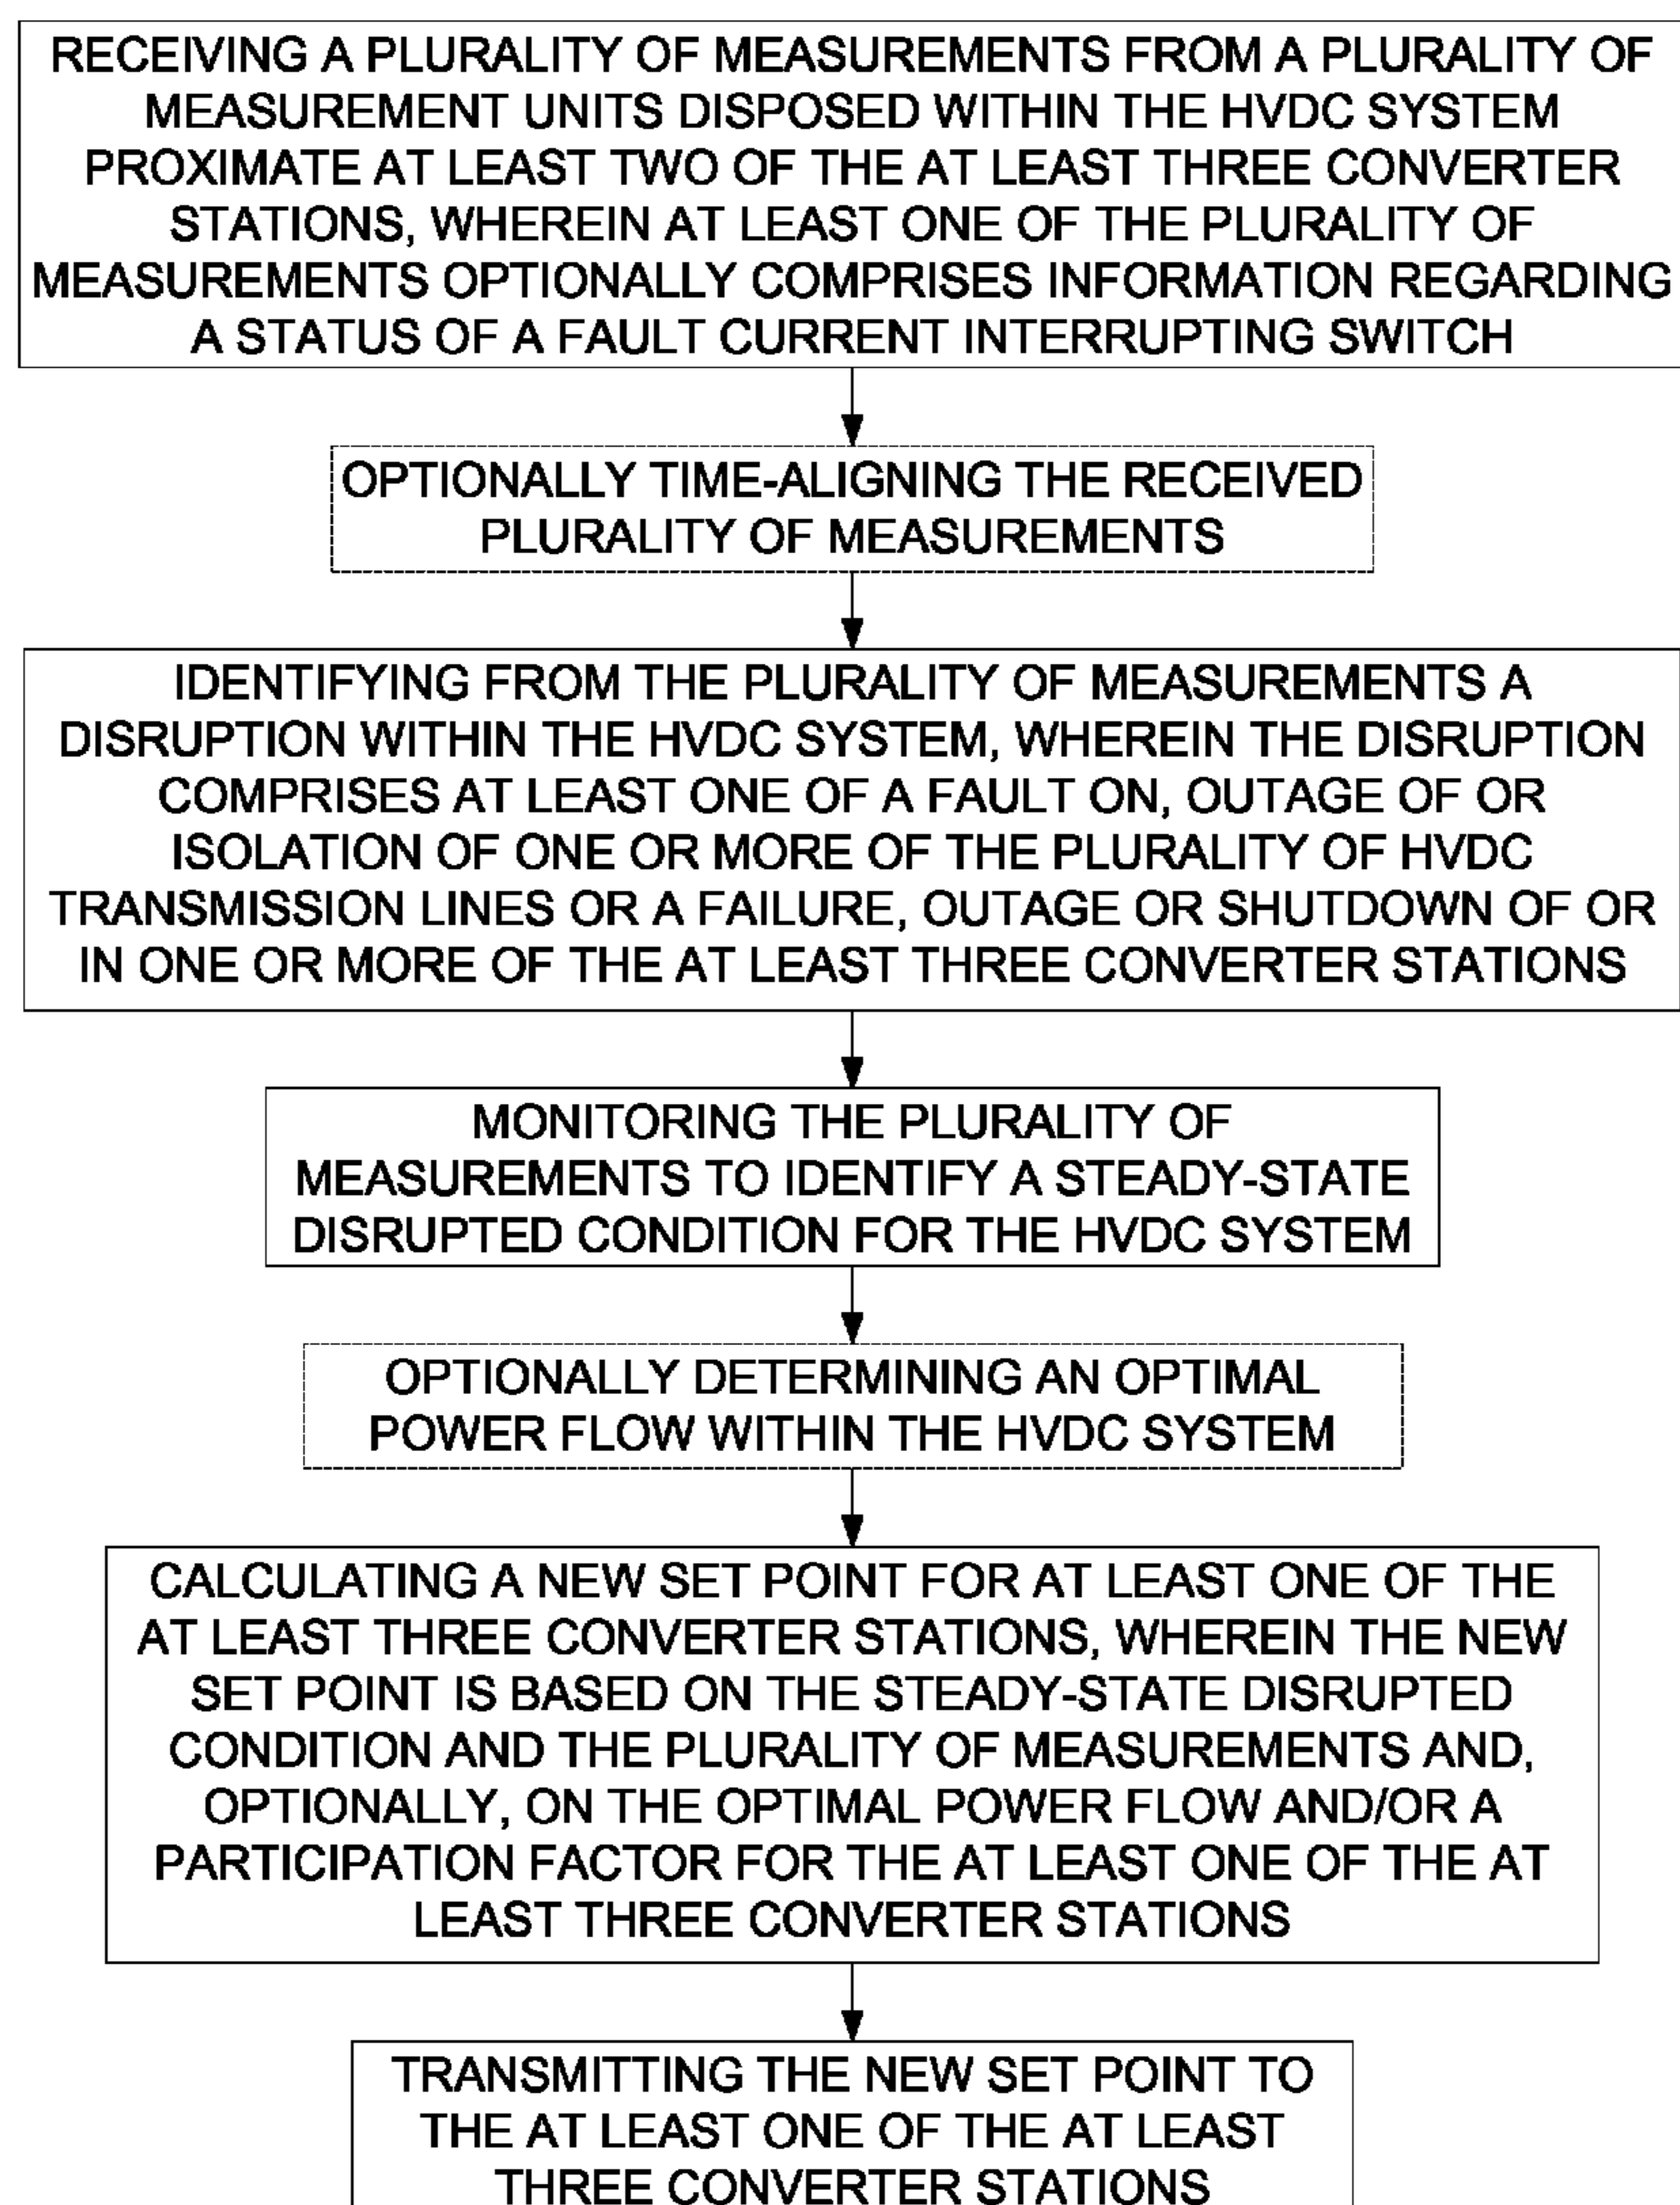 RECEIVING A PLURALITY OF MEASUREMENTS FROM A PLURALITY OF
MEASUREMENT UNITS DISPOSED WITHIN THE HVDC SYSTEM
PROXIMATE AT LEAST TWO OF THE AT LEAST THREE CONVERTER
STATIONS, WHEREIN AT LEAST ONE OF THE PLURALITY OF
MEASUREMENTS OPTIONALLY COMPRISES INFORMATION REGARDING
A STATUS OF A FAULT CURRENT INTERRUPTING SWITCH
OPTIONALLY TIME-ALIGNING THE RECEIVED
PLURALITY OF MEASUREMENTS
IDENTIFYING FROM THE PLURALITY OF MEASUREMENTS A
DISRUPTION WITHIN THE HVDC SYSTEM, WHEREIN THE DISRUPTION
COMPRISES AT LEAST ONE OF A FAULT ON, OUTAGE OF OR
ISOLATION OF ONE OR MORE OF THE PLURALITY OF HVDC
TRANSMISSION LINES OR A FAILURE, OUTAGE OR SHUTDOWN OF OR
IN ONE OR MORE OF THE AT LEAST THREE CONVERTER STATIONS
MONITORING THE PLURALITY OF
MEASUREMENTS TO IDENTIFY A STEADY-STATE
DISRUPTED CONDITION FOR THE HVDC SYSTEM
OPTIONALLY DETERMINING AN OPTIMAL
POWER FLOW WITHIN THE HVDC SYSTEM
CALCULATING A NEW SET POINT FOR AT LEAST ONE OF THE
AT LEAST THREE CONVERTER STATIONS, WHEREIN THE NEW
SET POINT IS BASED ON THE STEADY-STATE DISRUPTED
CONDITION AND THE PLURALITY OF MEASUREMENTS AND,
OPTIONALLY, ON THE OPTIMAL POWER FLOW AND/OR A
PARTICIPATION FACTOR FOR THE AT LEAST ONE OF THE AT
LEAST THREE CONVERTER STATIONS
TRANSMITTING THE NEW SET POINT TO
THE AT LEAST ONE OF THE AT LEAST
THREE CONVERTER STATIONS